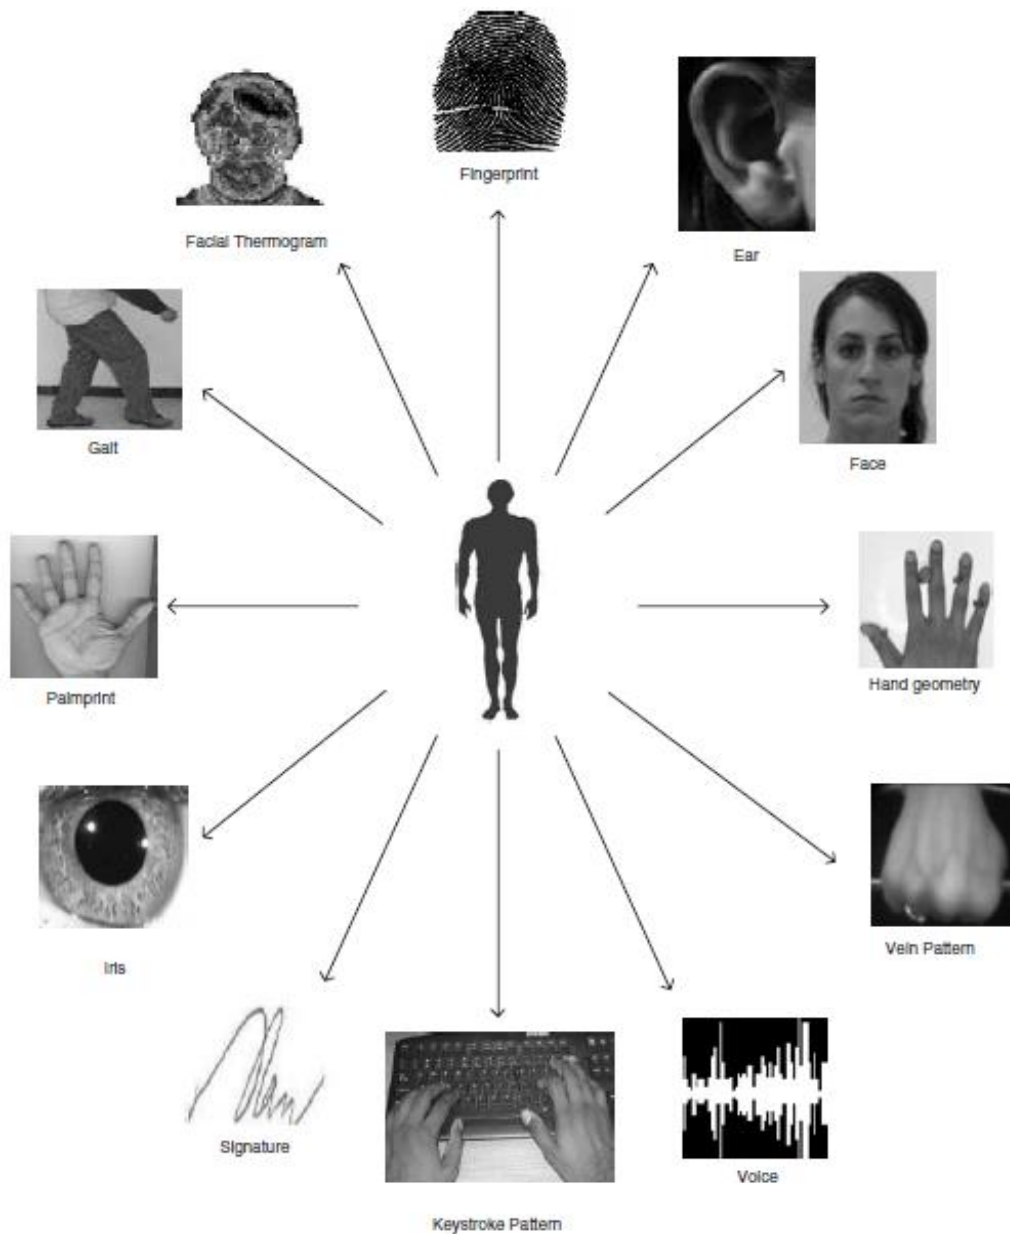 Fingerprint
Facial Thermogram
Ear
Gait
Face
Palmprint
Hand geometry
Iris
Vein Pattern
Signature
Voice
Keystroke Pattern